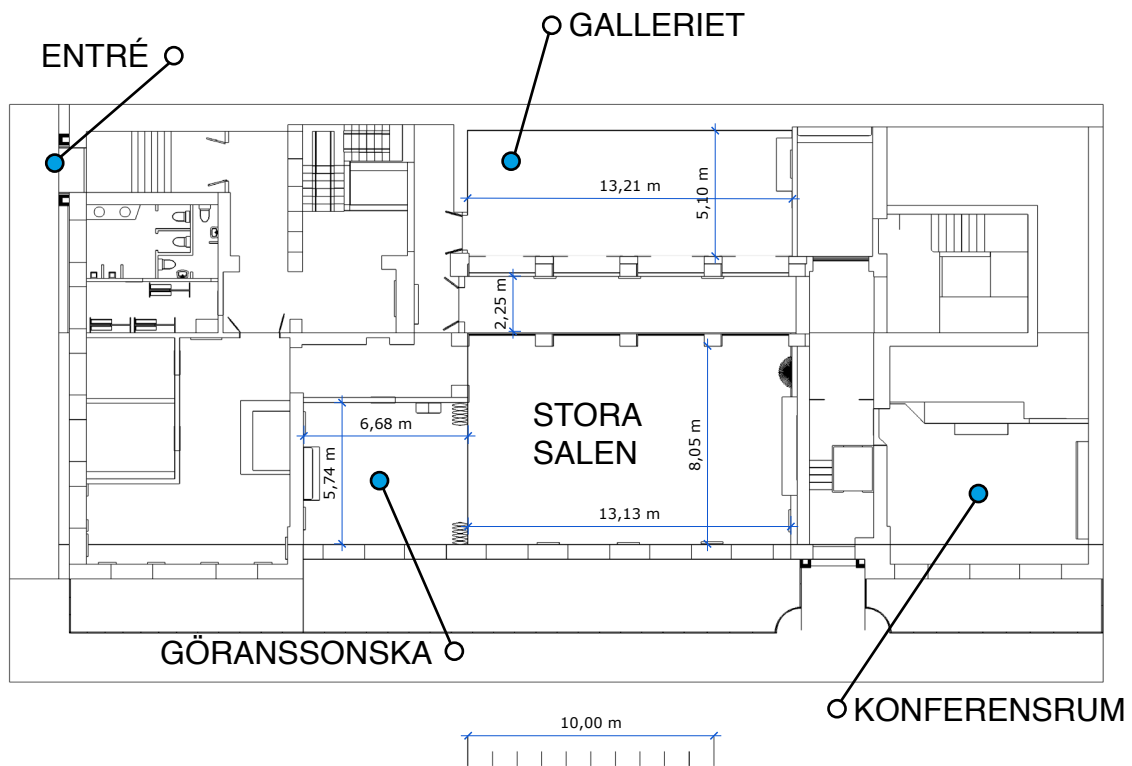 GALLERIET
ENTRÉ
13,21 m
5,10 m
2,25 m
STORA
SALEN
6,68 m
5,74 m
8,05 m
13,13 m
GÖRANSSONSKA
KONFERENSRUM
10,00 m